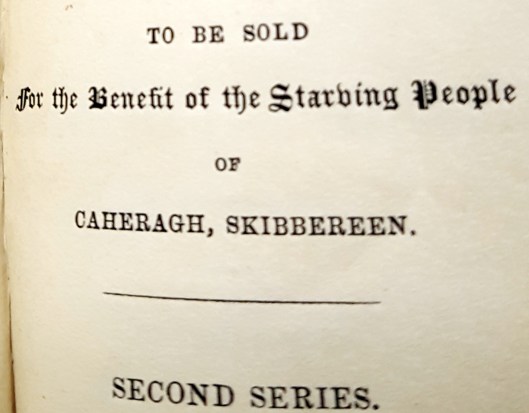 TO BE SOLD
For the Benefit of the Starving People
OF
CAHERAGH, SKIBBEREEN.
SECOND SERIES.